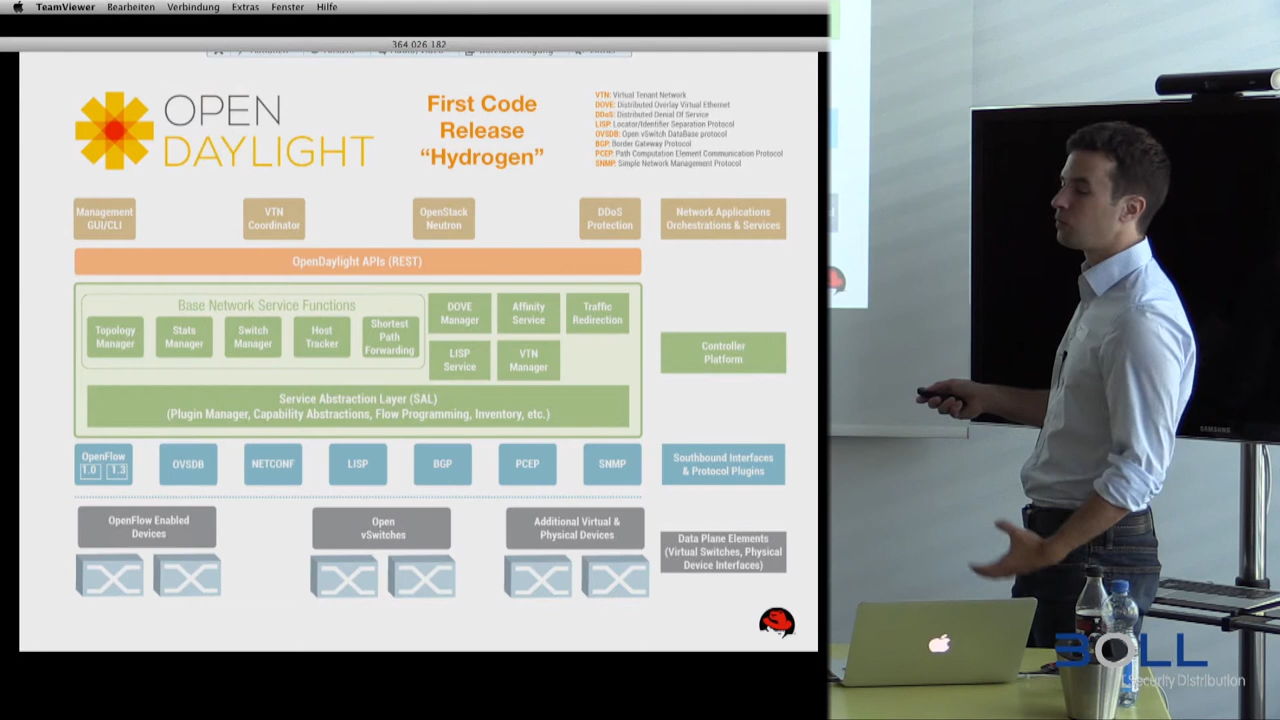 TeamViewer Bearbeiten Verbindung Extras Fenster Hilfe
364 026 182
OPEN
DAYLIGHT
First Code
Release
“Hydrogen”
VTN: Virtual Tenant Network
DOVE: Distributed Overlay Virtual Ethernet
DDoS: Distributed Denial Of Service
LISP: Locator/Identifier Separation Protocol
OVSDB: Open vSwitch DataBase protocol
BGP: Border Gateway Protocol
PCEP: Path Computation Element Communication Protocol
SNMP: Simple Network Management Protocol
Management
GUI/CLI
VTN
Coordinator
OpenStack
Neutron
DDoS
Protection
Network Applications
Orchestrations & Services
OpenDaylight APIs (REST)
Base Network Service Functions
Topology
Manager
Stats
Manager
Switch
Manager
Host
Tracker
Shortest
Path
Forwarding
DOVE
Manager
Affinity
Service
Traffic
Redirection
LISP
Service
VTN
Manager
Controller
Platform
Service Abstraction Layer (SAL)
(Plugin Manager, Capability Abstractions, Flow Programming, Inventory, etc.)
OpenFlow
1.0 1.3
OVSDB
NETCONF
LISP
BGP
PCEP
SNMP
Southbound Interfaces
& Protocol Plugins
OpenFlow Enabled
Devices
Open
vSwitches
Additional Virtual &
Physical Devices
Data Plane Elements
(Virtual Switches, Physical
Device Interfaces)
SAMSUNG
BOLL
IT Security Distribution